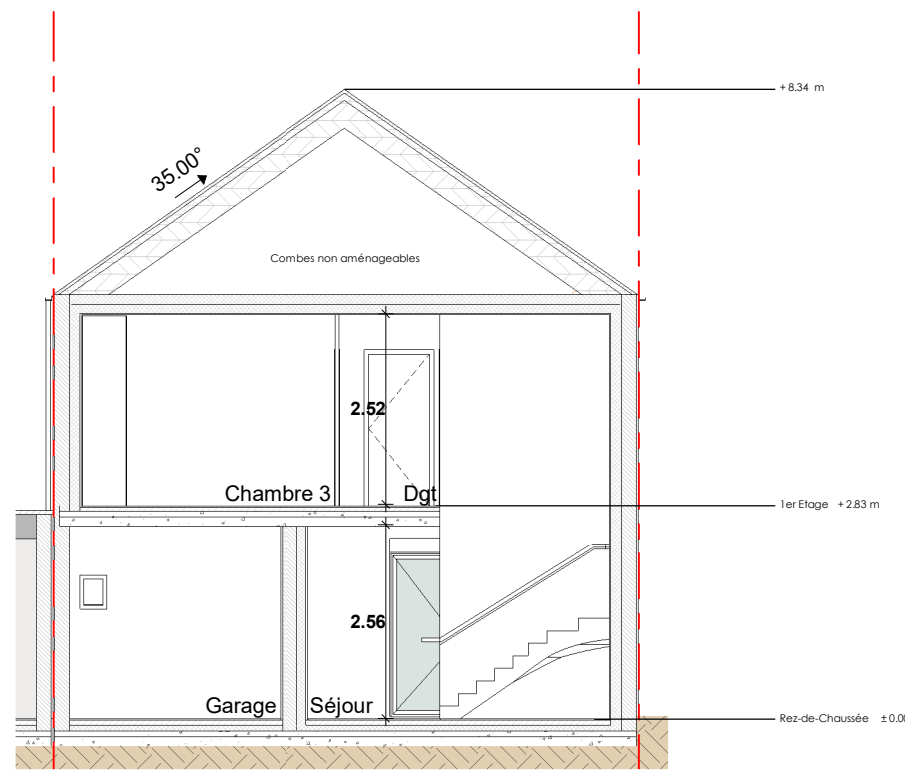 + 8.34 m
35.00°
Combes non aménageables
2.52
Chambre 3
Dgt
1er Etage + 2.83 m
2.56
Garage
Séjour
Rez-de-Chaussée ± 0.00